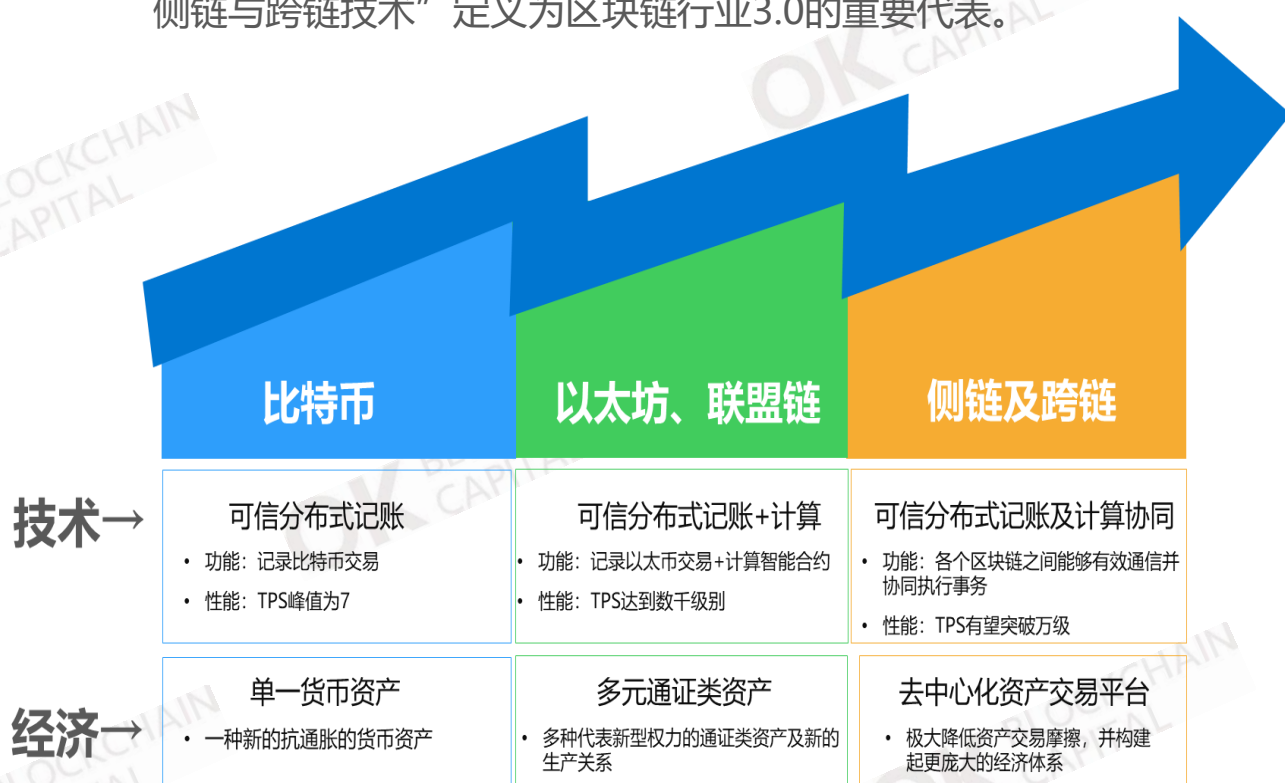 侧链与跨链技术”定义为区块链行业3.0的重要代表。
OK BLOCKCHAIN
CAPITAL
比特币
以太坊、联盟链
侧链及跨链
技术→
可信分布式记账
• 功能：记录比特币交易
• 性能：TPS峰值为7
可信分布式记账+计算
• 功能：记录以太币交易+计算智能合约
• 性能：TPS达到数千级别
可信分布式记账及计算协同
• 功能：各个区块链之间能够有效通信并
协同执行事务
• 性能：TPS有望突破万级
经济→
单一货币资产
• 一种新的抗通胀的货币资产
多元通证类资产
• 多种代表新型权力的通证类资产及新的
生产关系
去中心化资产交易平台
• 极大降低资产交易摩擦，并构建
起更庞大的经济体系